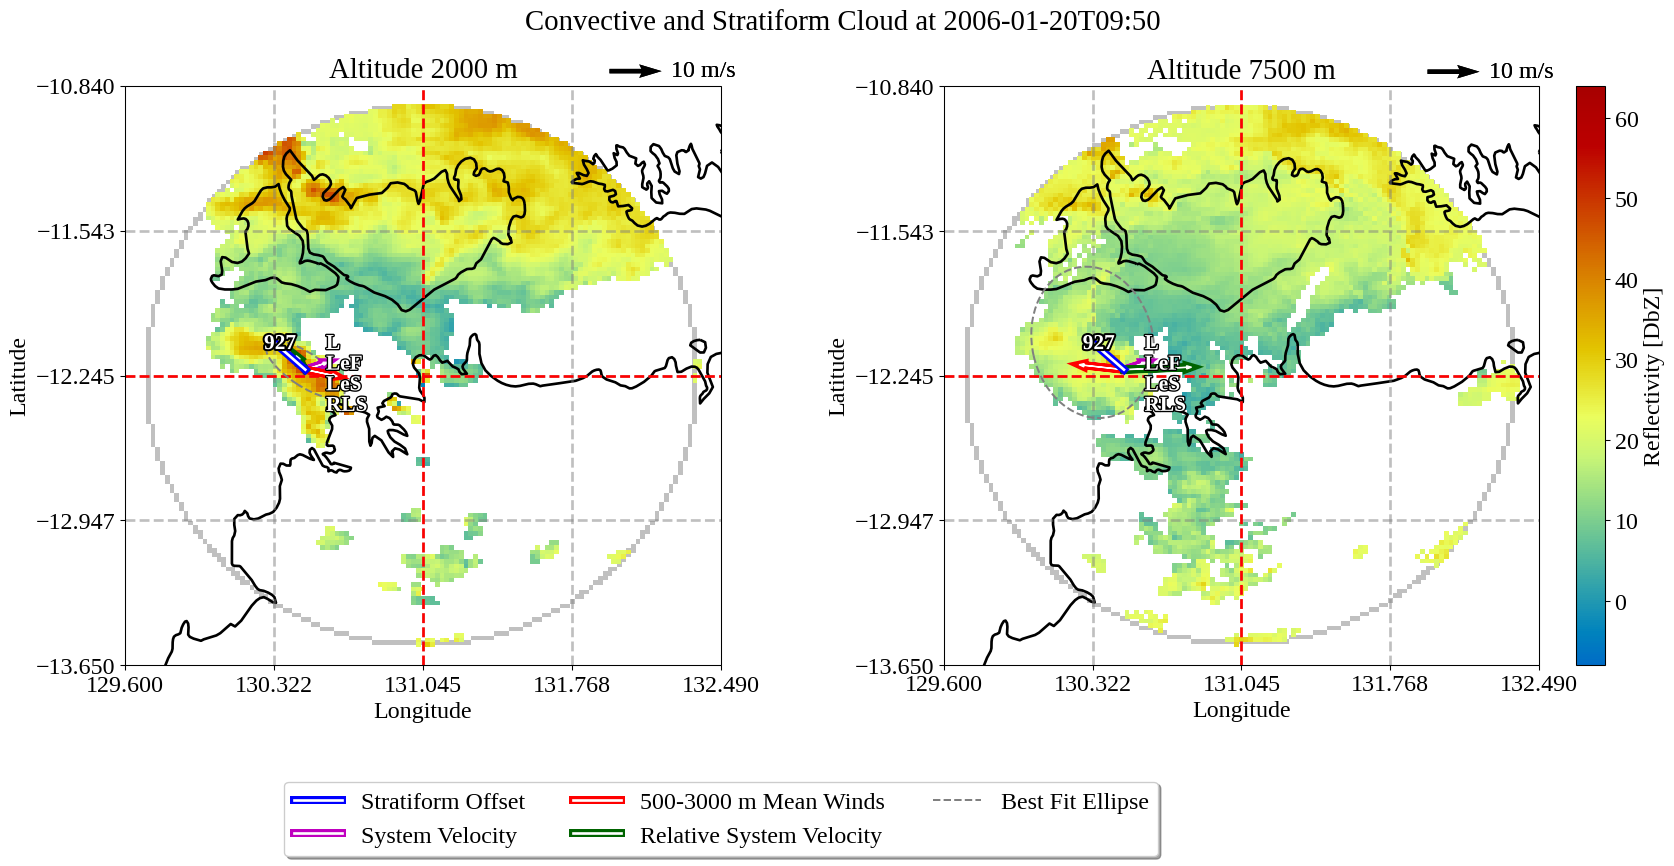 Convective and Stratiform Cloud at 2006-01-20T09:50
Altitude 2000 m
10 m/s
Altitude 7500 m
10 m/s
−10.840
−11.543
−12.245
−12.947
−13.650
Latitude
129.600
130.322
131.045
131.768
132.490
Longitude
927
L
LeF
LeS
RLS
−10.840
−11.543
−12.245
−12.947
−13.650
Latitude
129.600
130.322
131.045
131.768
132.490
Longitude
927
L
LeF
LeS
RLS
60
50
40
30
20
10
0
Reflectivity [DbZ]
Stratiform Offset
System Velocity
500-3000 m Mean Winds
Relative System Velocity
Best Fit Ellipse